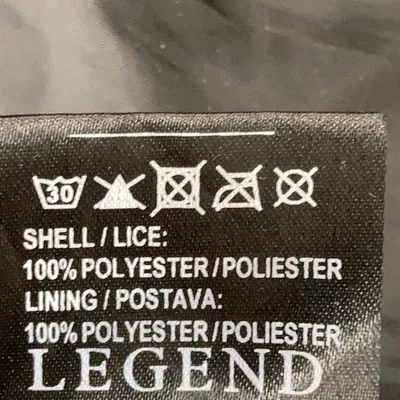 30
SHELL / LICE:
100% POLYESTER / POLIESTER
LINING / POSTAVA:
100% POLYESTER / POLIESTER
LEGEND